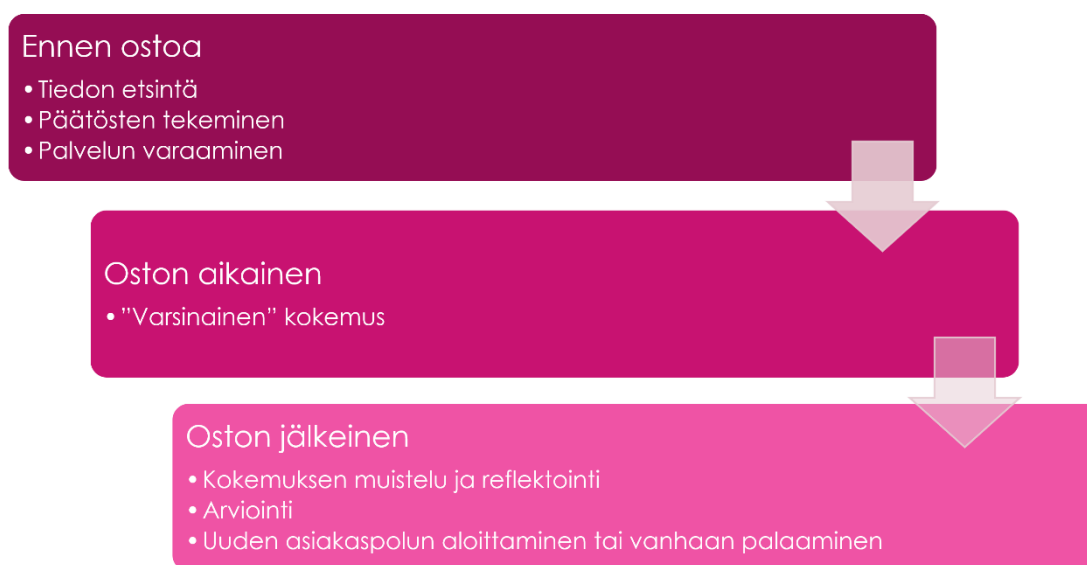 Ennen ostoa
• Tiedon etsintä
• Päätösten tekeminen
• Palvelun varaaminen
Oston aikainen
• ”Varsinainen” kokemus
Oston jälkeinen
• Kokemuksen muistelu ja reflektointi
• Arviointi
• Uuden asiakaspolun aloittaminen tai vanhaan palaaminen